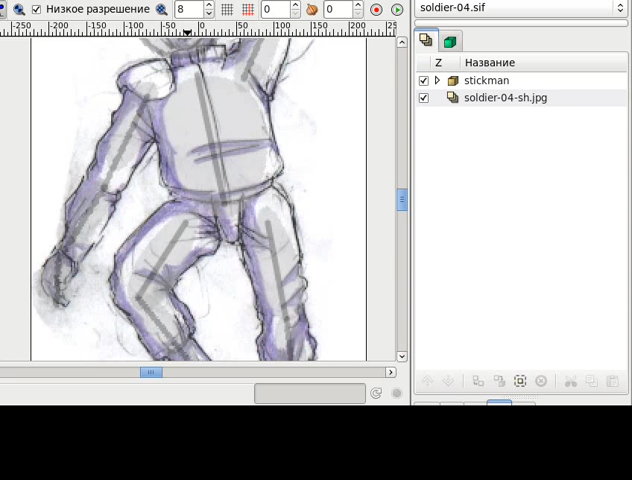 Низкое разрешение 8 0 0
soldier-04.sif
-250 -200 -150 -100 -50 0 50 100 150 200 25
Z Название
stickman
soldier-04-sh.jpg